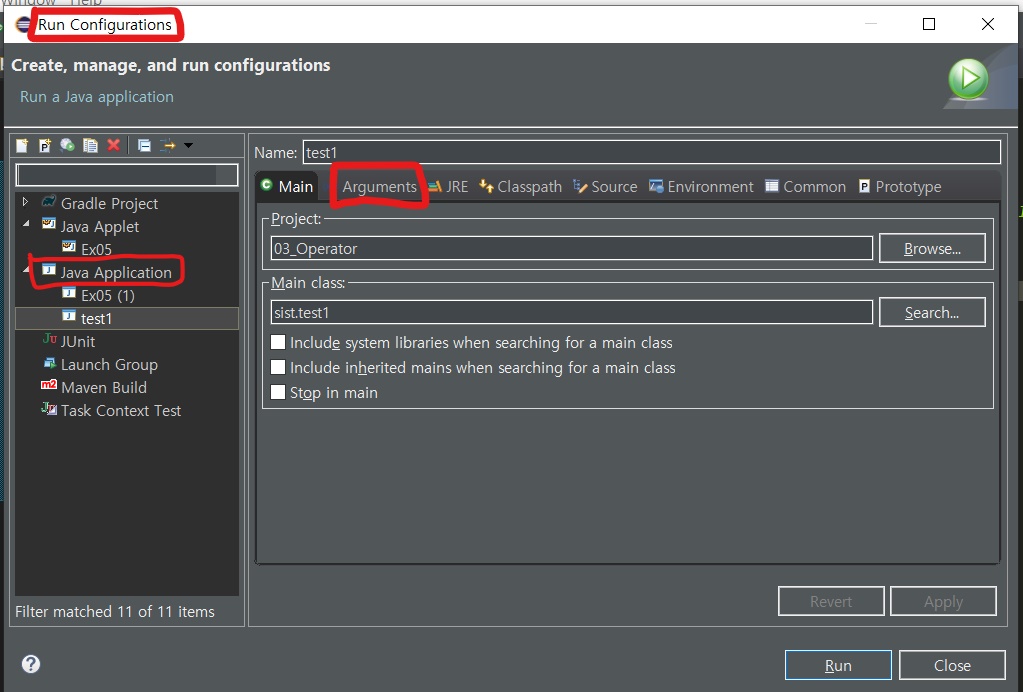 Window Help
Run Configurations
Create, manage, and run configurations
Run a Java application
Name: test1
Main Arguments JRE Classpath Source Environment Common Prototype
Gradle Project
Java Applet
Ex05
Java Application
Ex05 (1)
test1
JUnit
Launch Group
Maven Build
Task Context Test
Filter matched 11 of 11 items
Project:
03_Operator
Browse...
Main class:
sist.test1
Search...
Include system libraries when searching for a main class
Include inherited mains when searching for a main class
Stop in main
Revert
Apply
Run
Close